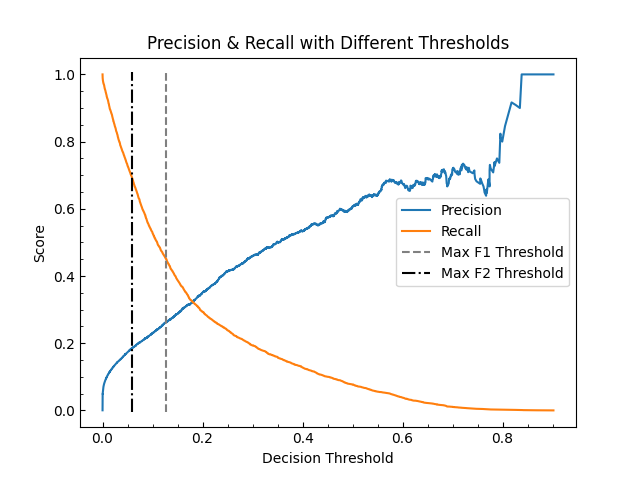 Precision & Recall with Different Thresholds
1.0
0.8
0.6
0.4
0.2
0.0
Score
Precision
Recall
Max F1 Threshold
Max F2 Threshold
0.0 0.2 0.4 0.6 0.8
Decision Threshold